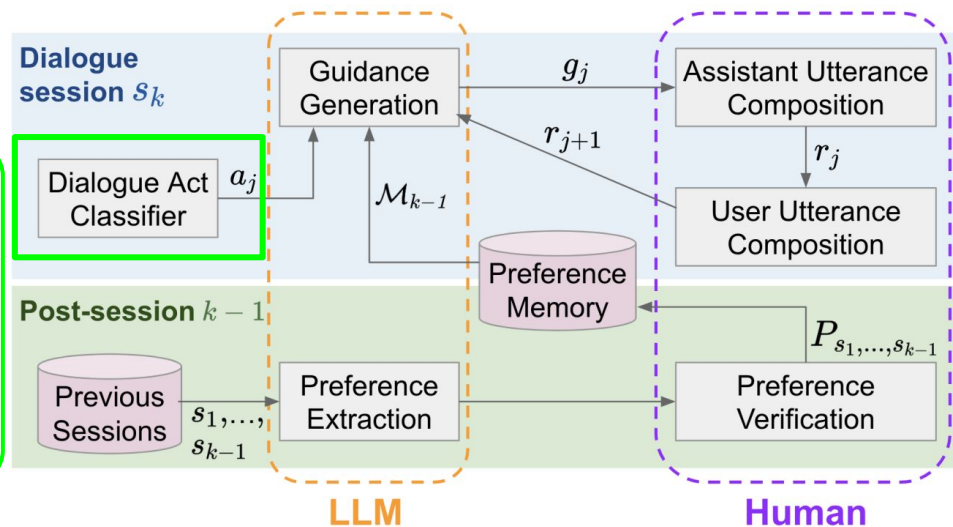 Dialogue
session s_k
Guidance
Generation
g_j
Assistant Utterance
Composition
r_{j+1}
r_j
Dialogue Act
Classifier
a_j
M_{k-1}
User Utterance
Composition
Preference
Memory
Post-session k − 1
P_{s_1,...,s_{k-1}}
Previous
Sessions
s_1,...,
s_{k-1}
Preference
Extraction
Preference
Verification
LLM
Human